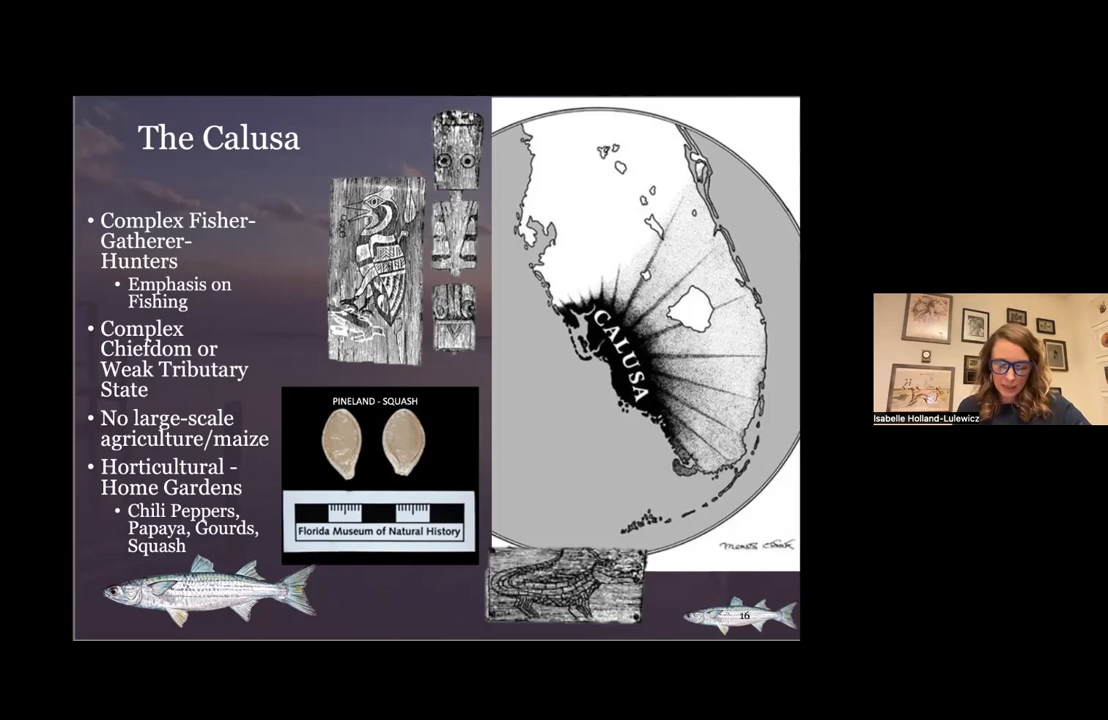 The Calusa
• Complex Fisher-
Gatherer-
Hunters
• Emphasis on
Fishing
• Complex
Chiefdom or
Weak Tributary
State
• No large-scale
agriculture/maize
• Horticultural -
Home Gardens
• Chili Peppers,
Papaya, Gourds,
Squash
PINELAND - SQUASH
Florida Museum of Natural History
CALUSA
16
Isabelle Holland-Lulewicz